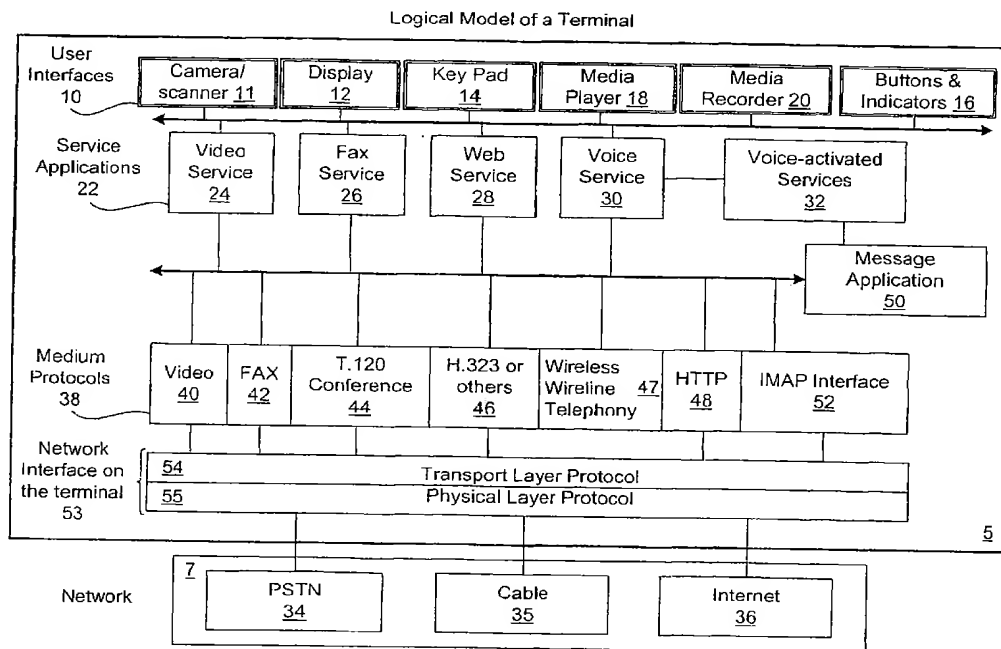 Logical Model of a Terminal
User
Interfaces
10
Camera/
scanner 11
Display
12
Key Pad
14
Media
Player 18
Media
Recorder 20
Buttons &
Indicators 16
Service
Applications
22
Video
Service
24
Fax
Service
26
Web
Service
28
Voice
Service
30
Voice-activated
Services
32
Message
Application
50
Medium
Protocols
38
Video
40
FAX
42
T.120
Conference
44
H.323 or
others
46
Wireless
Wireline
Telephony
47
HTTP
48
IMAP Interface
52
Network
Interface on
the terminal
53
54
Transport Layer Protocol
55
Physical Layer Protocol
5
Network
7
PSTN
34
Cable
35
Internet
36